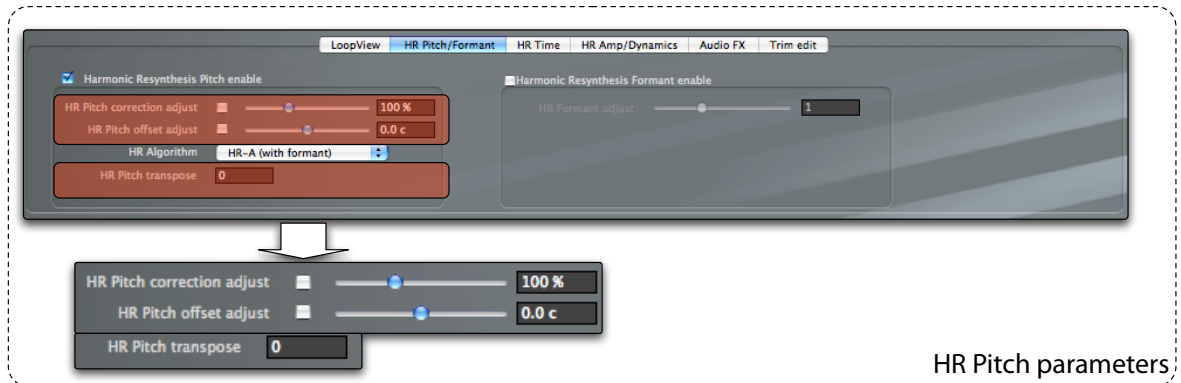 LoopView HR Pitch/Formant HR Time HR Amp/Dynamics Audio FX Trim edit
Harmonic Resynthesis Pitch enable
HR Pitch correction adjust 100 %
HR Pitch offset adjust 0.0 c
HR Algorithm HR-A (with formant)
HR Pitch transpose 0
Harmonic Resynthesis Formant enable
HR Formant adjust 1
HR Pitch correction adjust 100 %
HR Pitch offset adjust 0.0 c
HR Pitch transpose 0
HR Pitch parameters